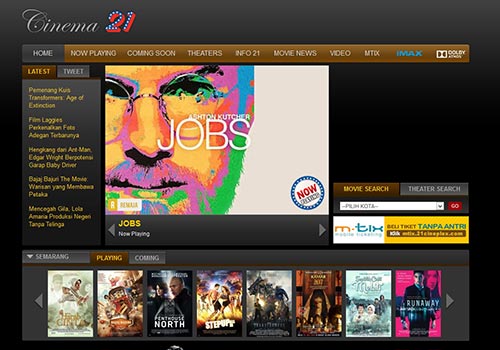 Cinema 21
HOME
NOW PLAYING
COMING SOON
THEATERS
INFO 21
MOVIE NEWS
VIDEO
MTIX
IMAX
DOLBY
ATMOS
LATEST
TWEET
Pemenang Kuis
Transformers: Age of
Extinction
Film Laggies
Perkenalkan Foto
Adegan Terbarunya
Hengkang dari Ant-Man,
Edgar Wright Berpotensi
Garap Baby Driver
Bajaj Bajuri The Movie:
Warisan yang Membawa
Petaka
Mencegah Gila, Lola
Amaria Produksi Negeri
Tanpa Telinga
ASHTON KUTCHER
JOBS
R REMAJA
NOW
JOBS
Now Playing
MOVIE SEARCH
THEATER SEARCH
--PILIH KOTA--
GO
m-tix
mobile ticketing
BELI TIKET TANPA ANTRI
Klik mtix.21cineplex.com
SEMARANG
PLAYING
COMING
PENTHOUSE
NORTH
STEP UP
TRANSFORMERS
RUNAWAY